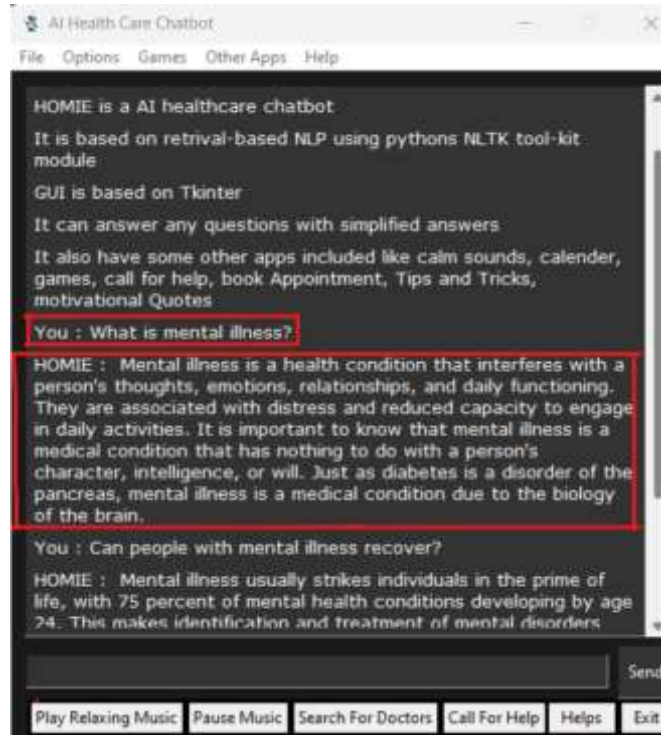 AI Health Care Chatbot
File Options Games Other Apps Help
HOMIE is a AI healthcare chatbot
It is based on retrival-based NLP using pythons NLTK tool-kit
module
GUI is based on Tkinter
It can answer any questions with simplified answers
It also have some other apps included like calm sounds, calender,
games, call for help, book Appointment, Tips and Tricks,
motivational Quotes
You : What is mental illness?
HOMIE : Mental illness is a health condition that interferes with a
person's thoughts, emotions, relationships, and daily functioning.
They are associated with distress and reduced capacity to engage
in daily activities. It is important to know that mental illness is a
medical condition that has nothing to do with a person's
character, intelligence, or will. Just as diabetes is a disorder of the
pancreas, mental illness is a medical condition due to the biology
of the brain.
You : Can people with mental illness recover?
HOMIE : Mental illness usually strikes individuals in the prime of
life, with 75 percent of mental health conditions developing by age
24. This makes identification and treatment of mental disorders
Send
Play Relaxing Music Pause Music Search For Doctors Call For Help Helps Exit